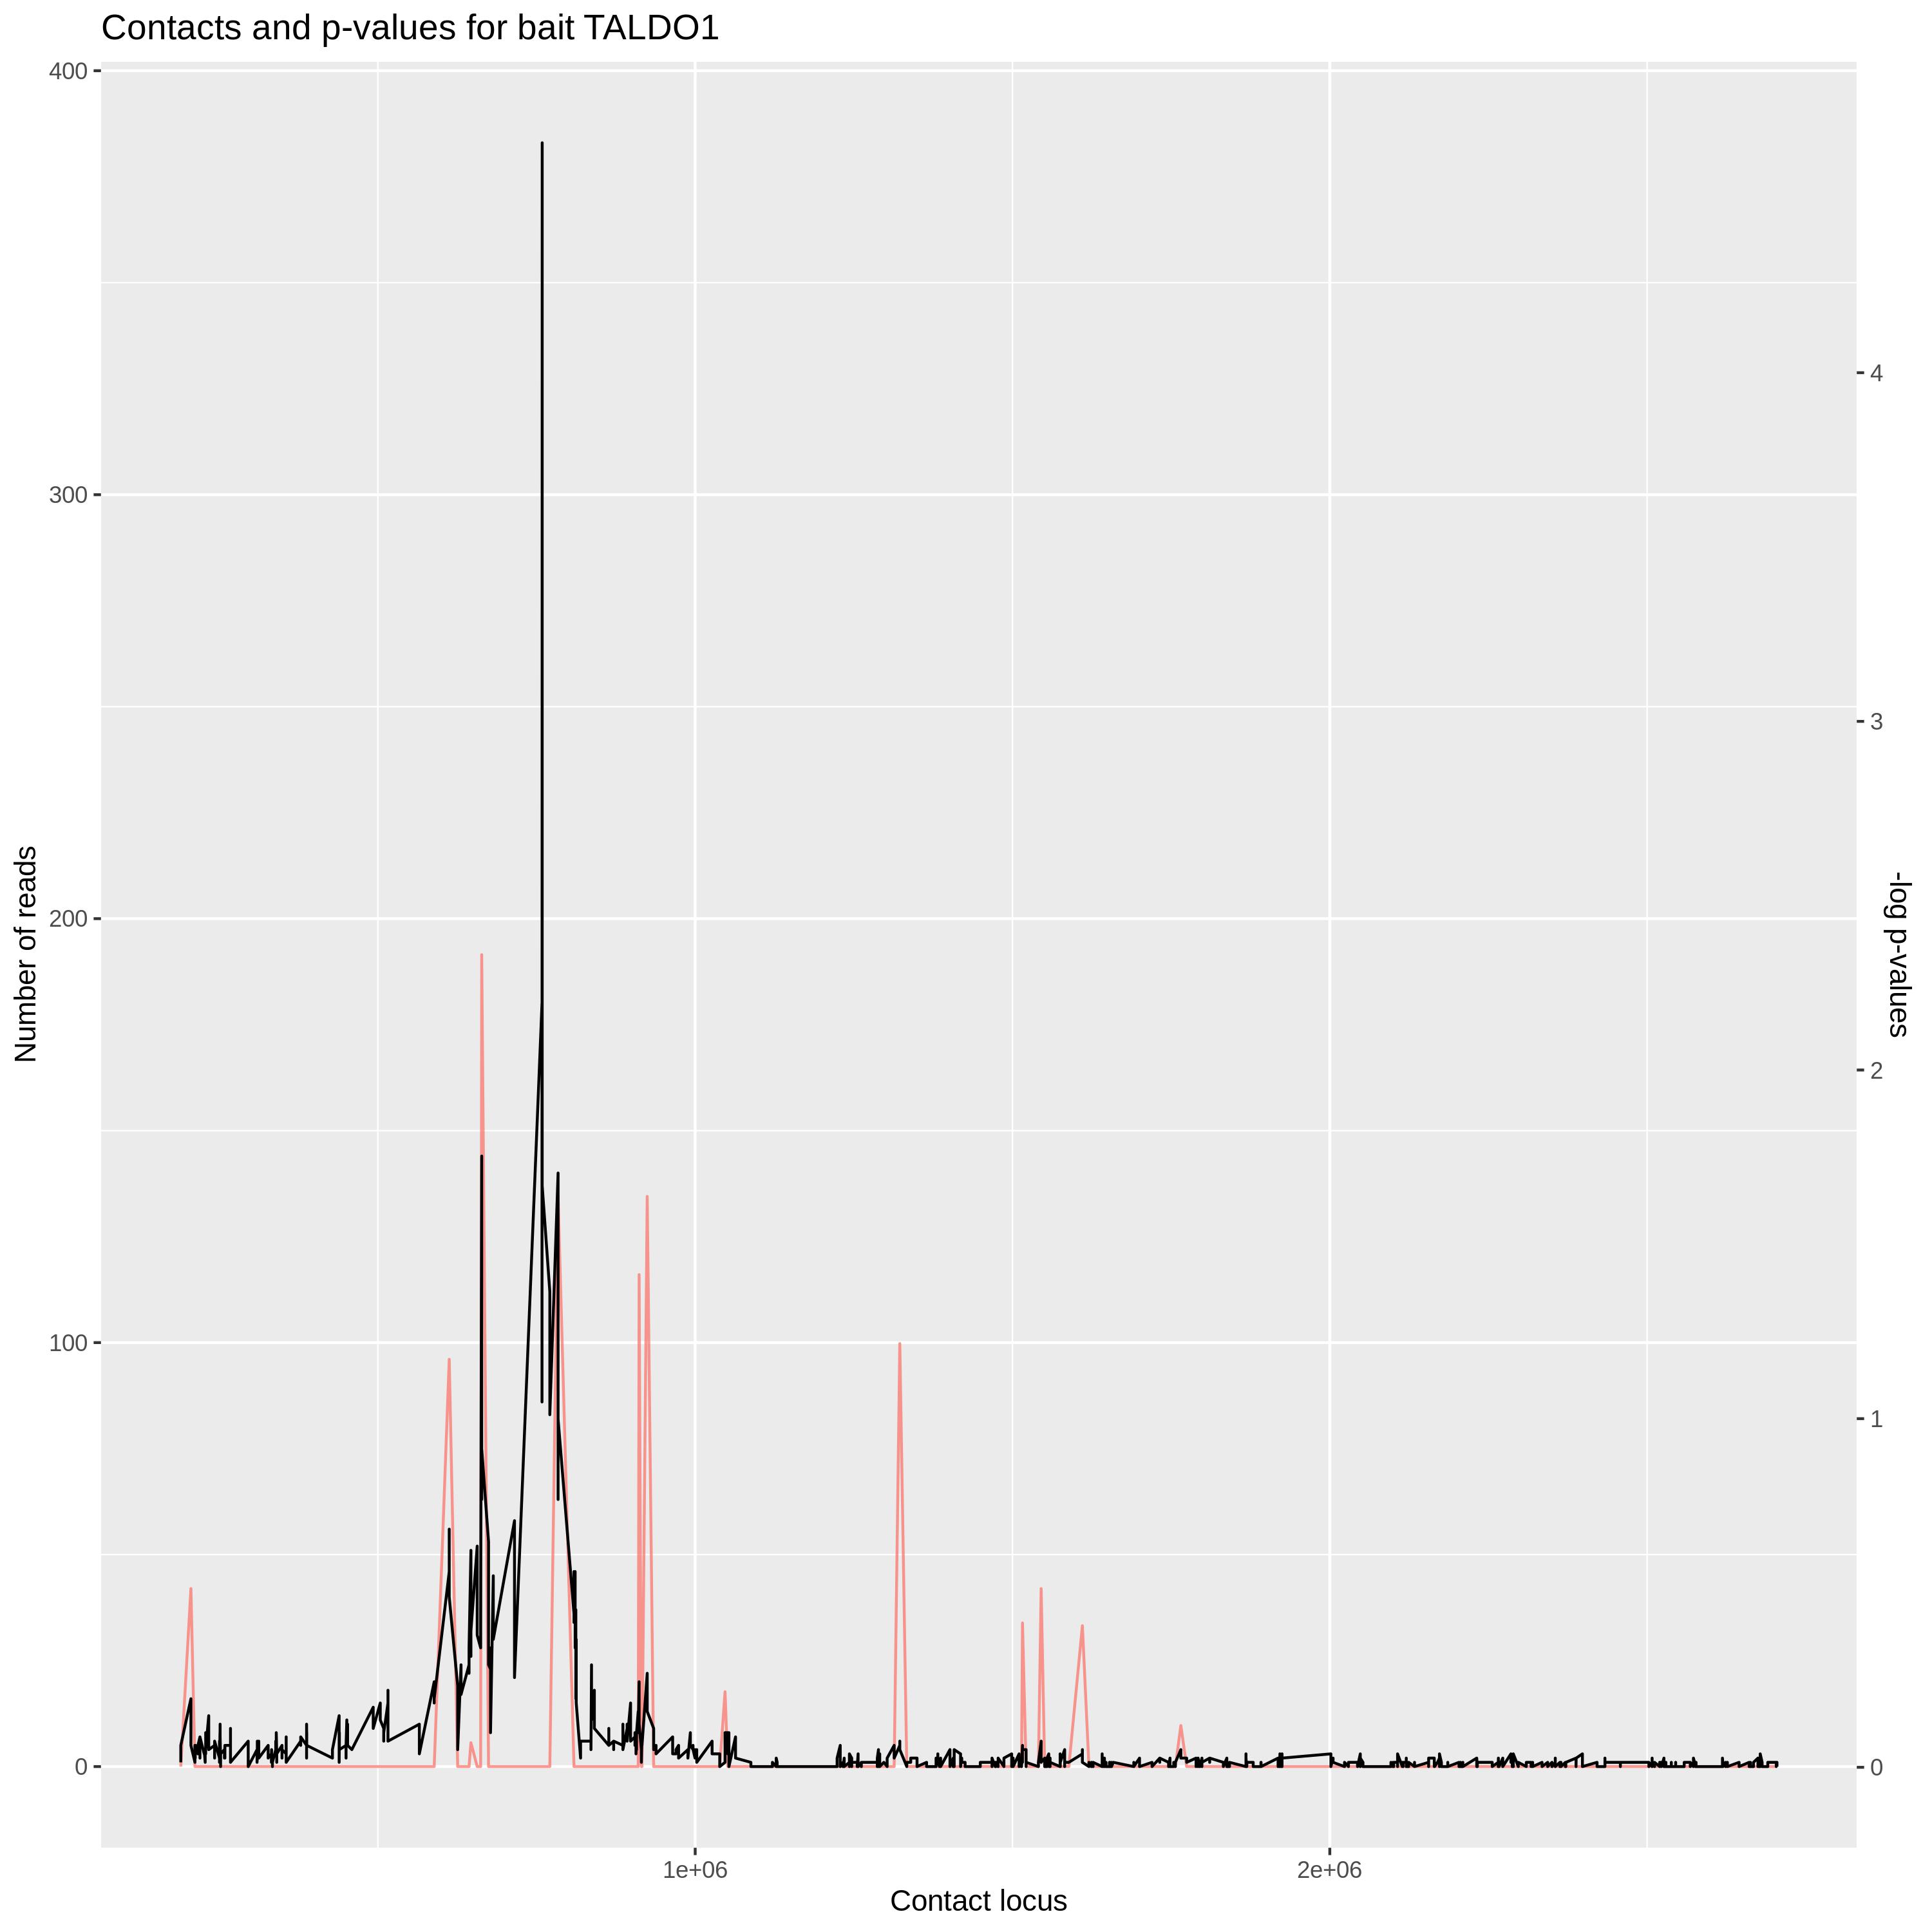 Contacts and p-values for bait TALDO1
400
300
200
100
0
Number of reads
4
3
2
1
0
-log p-values
1e+06
2e+06
Contact locus